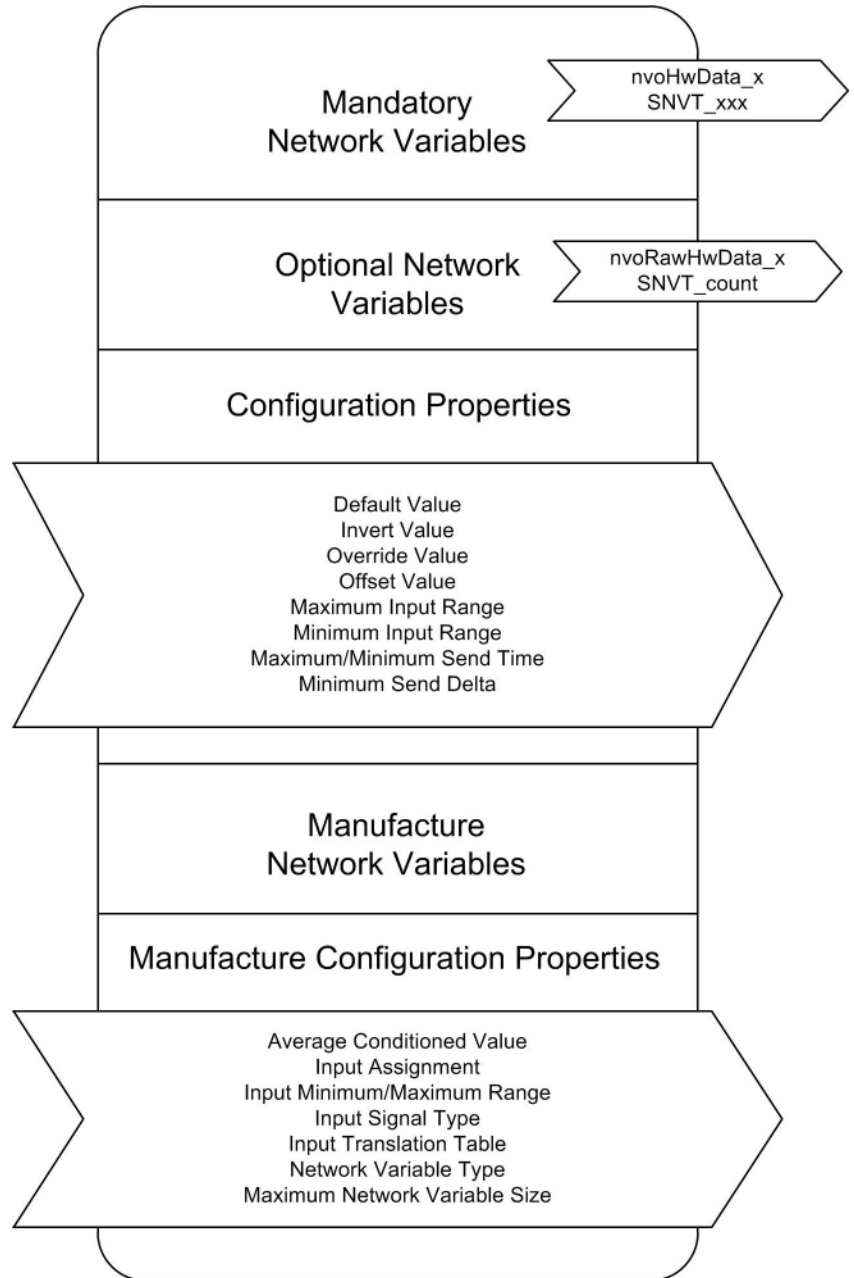 Mandatory
Network Variables
nvoHwData_x
SNVT_xxx
Optional Network
Variables
nvoRawHwData_x
SNVT_count
Configuration Properties
Default Value
Invert Value
Override Value
Offset Value
Maximum Input Range
Minimum Input Range
Maximum/Minimum Send Time
Minimum Send Delta
Manufacture
Network Variables
Manufacture Configuration Properties
Average Conditioned Value
Input Assignment
Input Minimum/Maximum Range
Input Signal Type
Input Translation Table
Network Variable Type
Maximum Network Variable Size